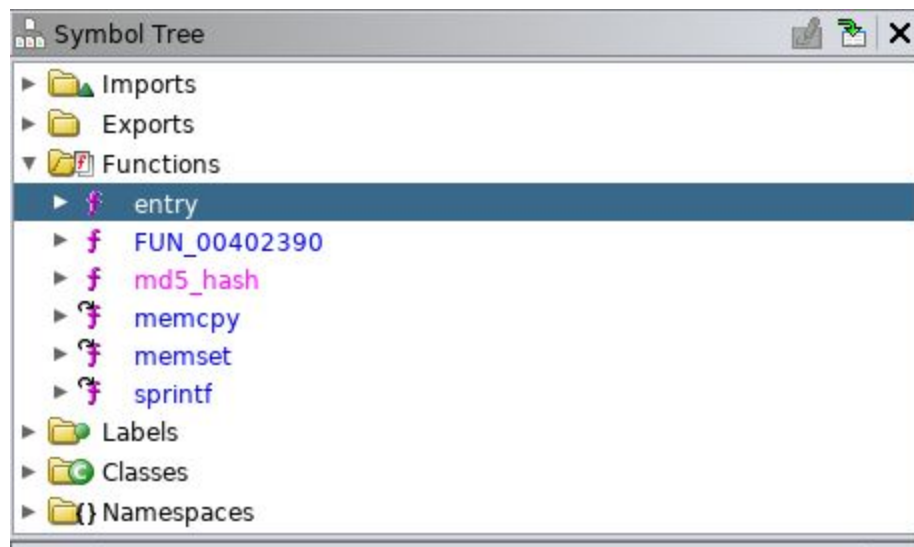 Symbol Tree
Imports
Exports
Functions
entry
FUN_00402390
md5_hash
memcpy
memset
sprintf
Labels
Classes
Namespaces